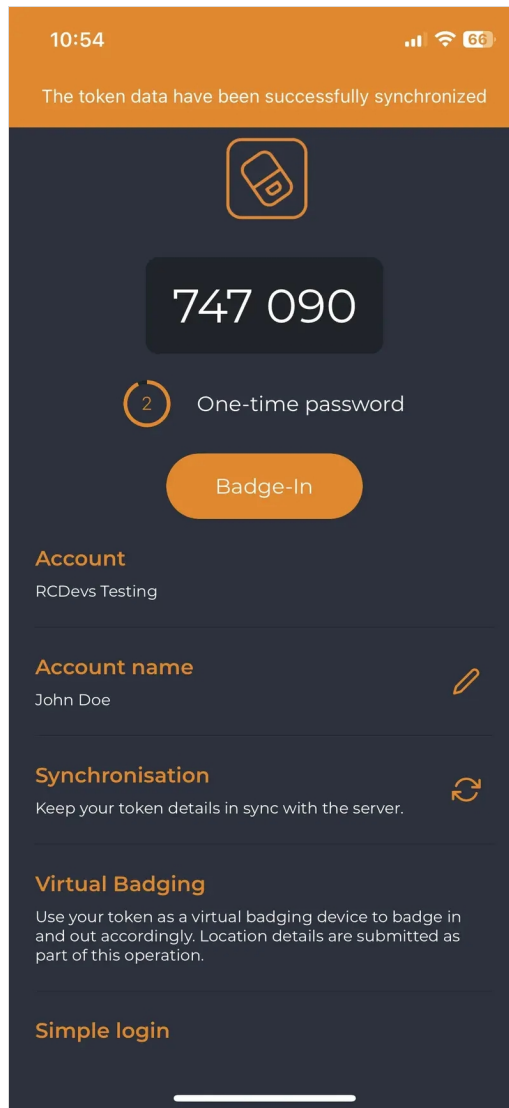 10:54
66
The token data have been successfully synchronized
747 090
2
One-time password
Badge-In
Account
RCDevs Testing
Account name
John Doe
Synchronisation
Keep your token details in sync with the server.
Virtual Badging
Use your token as a virtual badging device to badge in
and out accordingly. Location details are submitted as
part of this operation.
Simple login